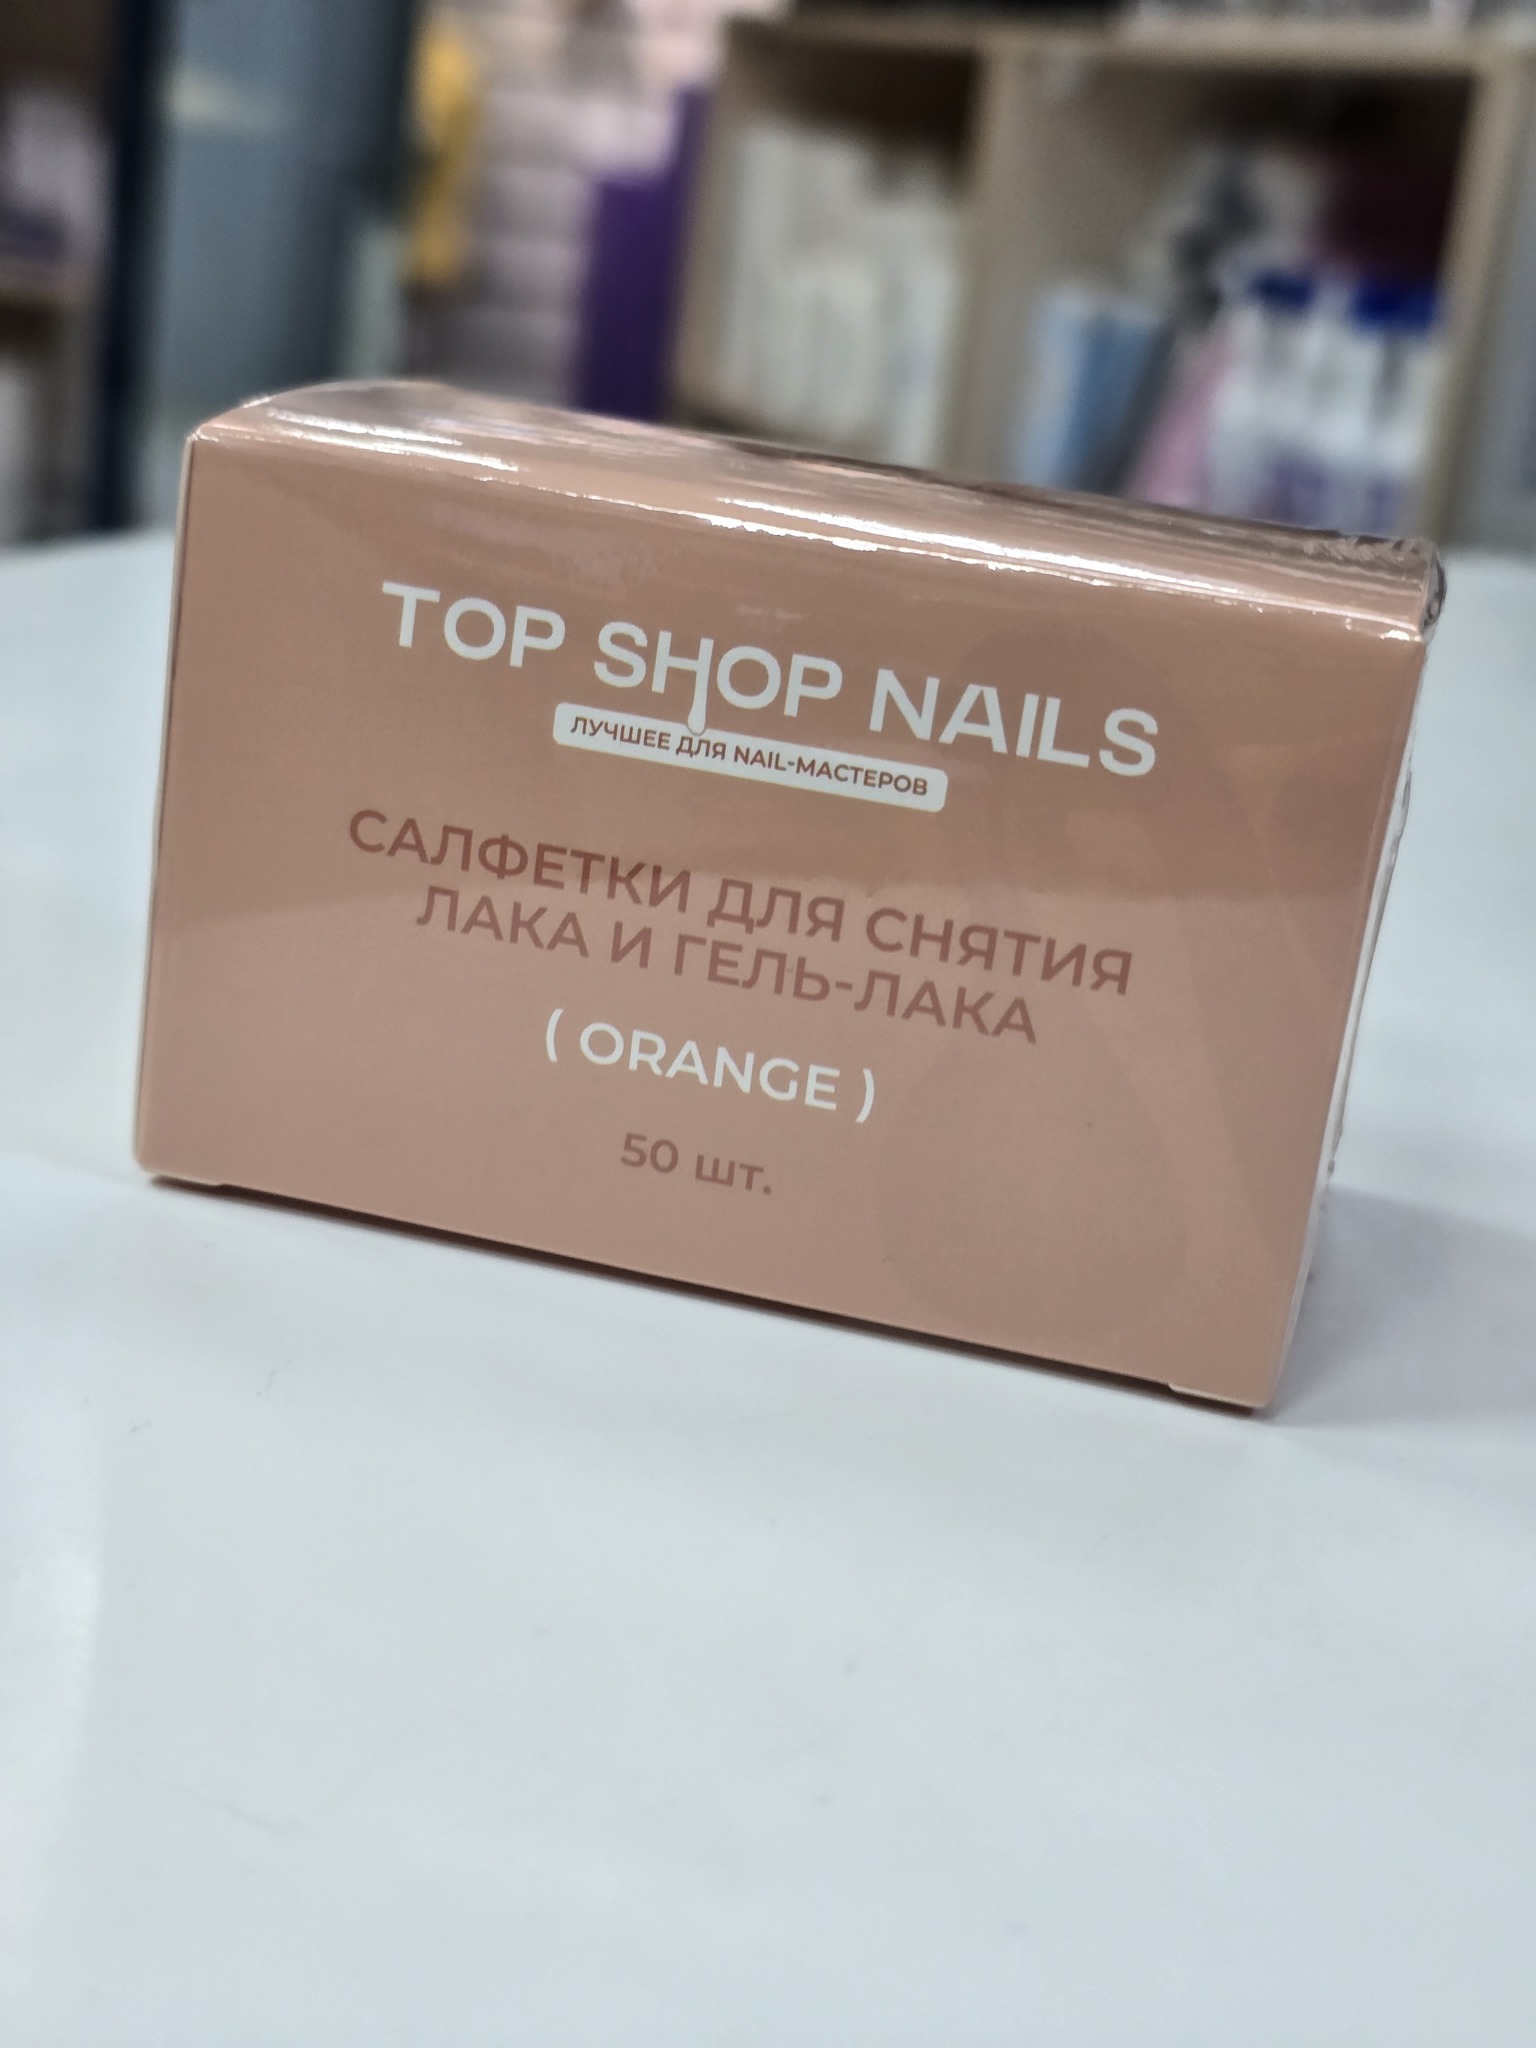 TOP SHOP NAILS
ЛУЧШЕЕ ДЛЯ NAIL-МАСТЕРОВ
САЛФЕТКИ ДЛЯ СНЯТИЯ
ЛАКА И ГЕЛЬ-ЛАКА
( ORANGE )
50 шт.